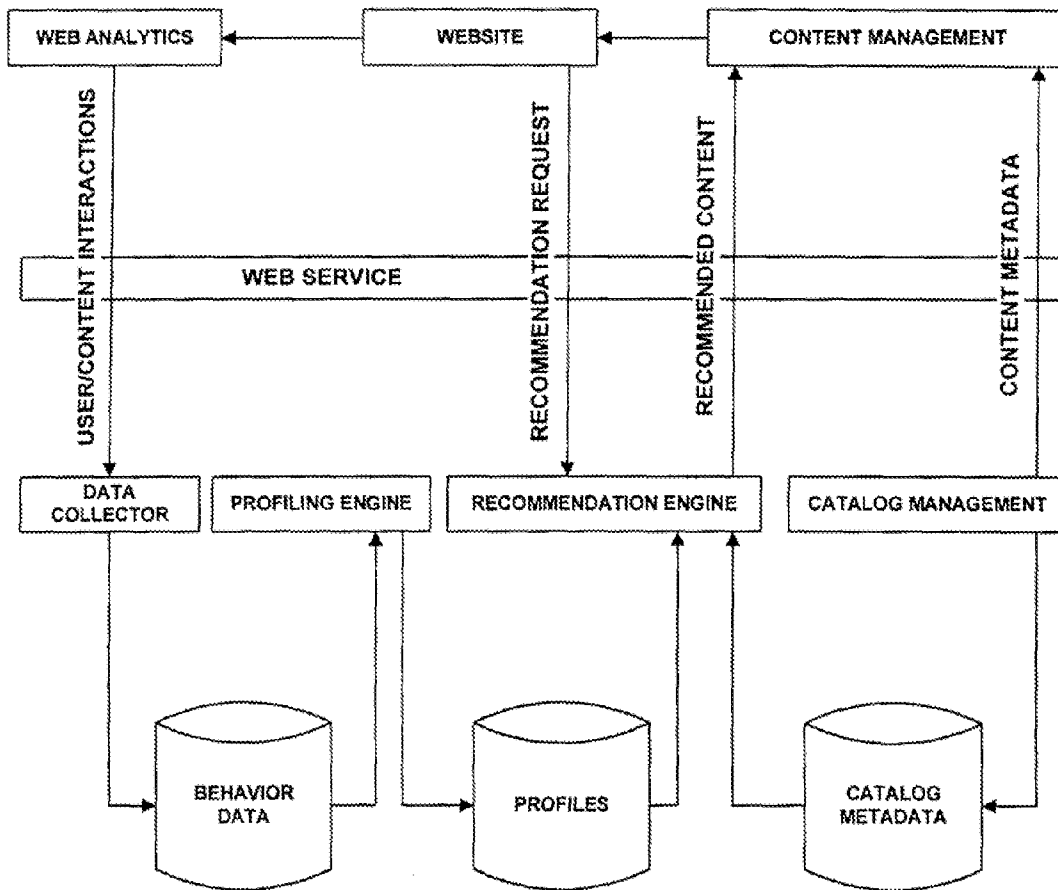 WEB ANALYTICS
WEBSITE
CONTENT MANAGEMENT
USER/CONTENT INTERACTIONS
RECOMMENDATION REQUEST
RECOMMENDED CONTENT
CONTENT METADATA
WEB SERVICE
DATA
COLLECTOR
PROFILING ENGINE
RECOMMENDATION ENGINE
CATALOG MANAGEMENT
BEHAVIOR
DATA
PROFILES
CATALOG
METADATA